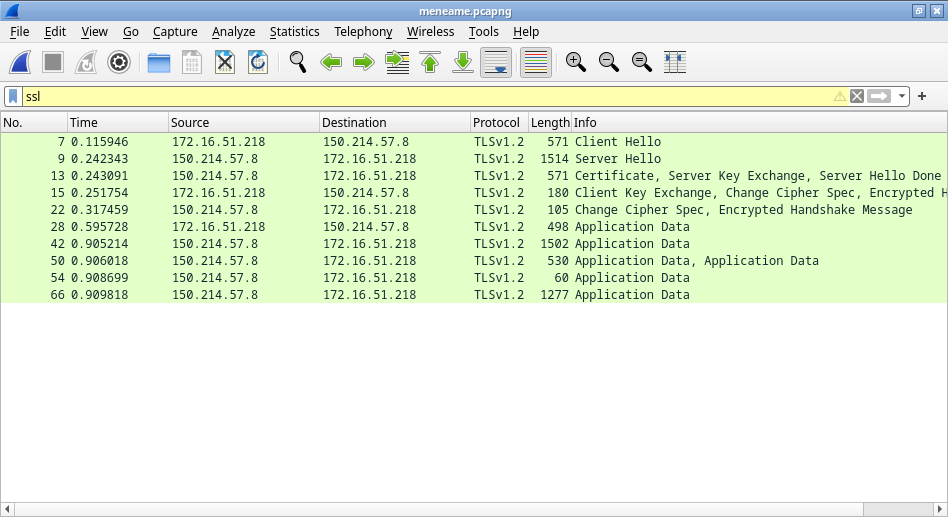 meneame.pcapng
File Edit View Go Capture Analyze Statistics Telephony Wireless Tools Help
ssl
No. Time Source Destination Protocol Length Info
7 0.115946 172.16.51.218 150.214.57.8 TLSv1.2 571 Client Hello
9 0.242343 150.214.57.8 172.16.51.218 TLSv1.2 1514 Server Hello
13 0.243091 150.214.57.8 172.16.51.218 TLSv1.2 571 Certificate, Server Key Exchange, Server Hello Done
15 0.251754 172.16.51.218 150.214.57.8 TLSv1.2 180 Client Key Exchange, Change Cipher Spec, Encrypted H
22 0.317459 150.214.57.8 172.16.51.218 TLSv1.2 105 Change Cipher Spec, Encrypted Handshake Message
28 0.595728 172.16.51.218 150.214.57.8 TLSv1.2 498 Application Data
42 0.905214 150.214.57.8 172.16.51.218 TLSv1.2 1502 Application Data
50 0.906018 150.214.57.8 172.16.51.218 TLSv1.2 530 Application Data, Application Data
54 0.908699 150.214.57.8 172.16.51.218 TLSv1.2 60 Application Data
66 0.909818 150.214.57.8 172.16.51.218 TLSv1.2 1277 Application Data